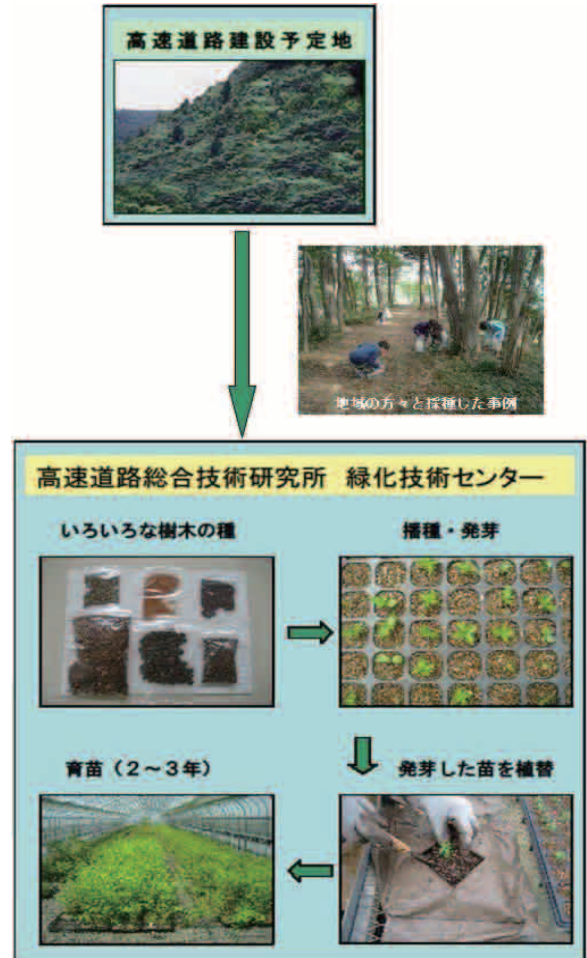 高速道路建設予定地
地域の方々と採種した事例
高速道路総合技術研究所 緑化技術センター
いろいろな樹木の種
播種・発芽
育苗（２～３年）
発芽した苗を植替